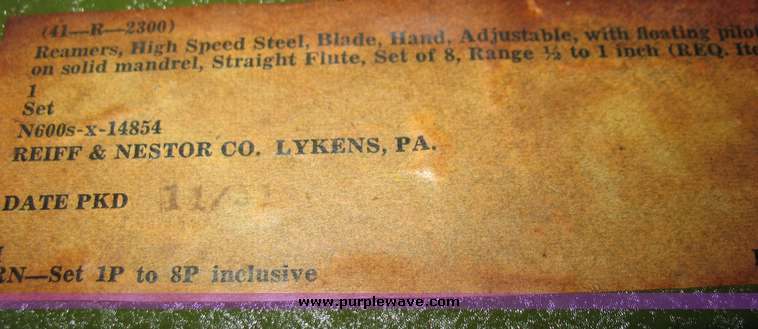 (41—R—2300)
Reamers, High Speed Steel, Blade, Hand, Adjustable, with floating pilot
on solid mandrel, Straight Flute, Set of 8, Range ½ to 1 inch (REQ. Ite
1
Set
N600s-x-14854
REIFF & NESTOR CO. LYKENS, PA.
DATE PKD
RN—Set 1P to 8P inclusive
www.purplewave.com